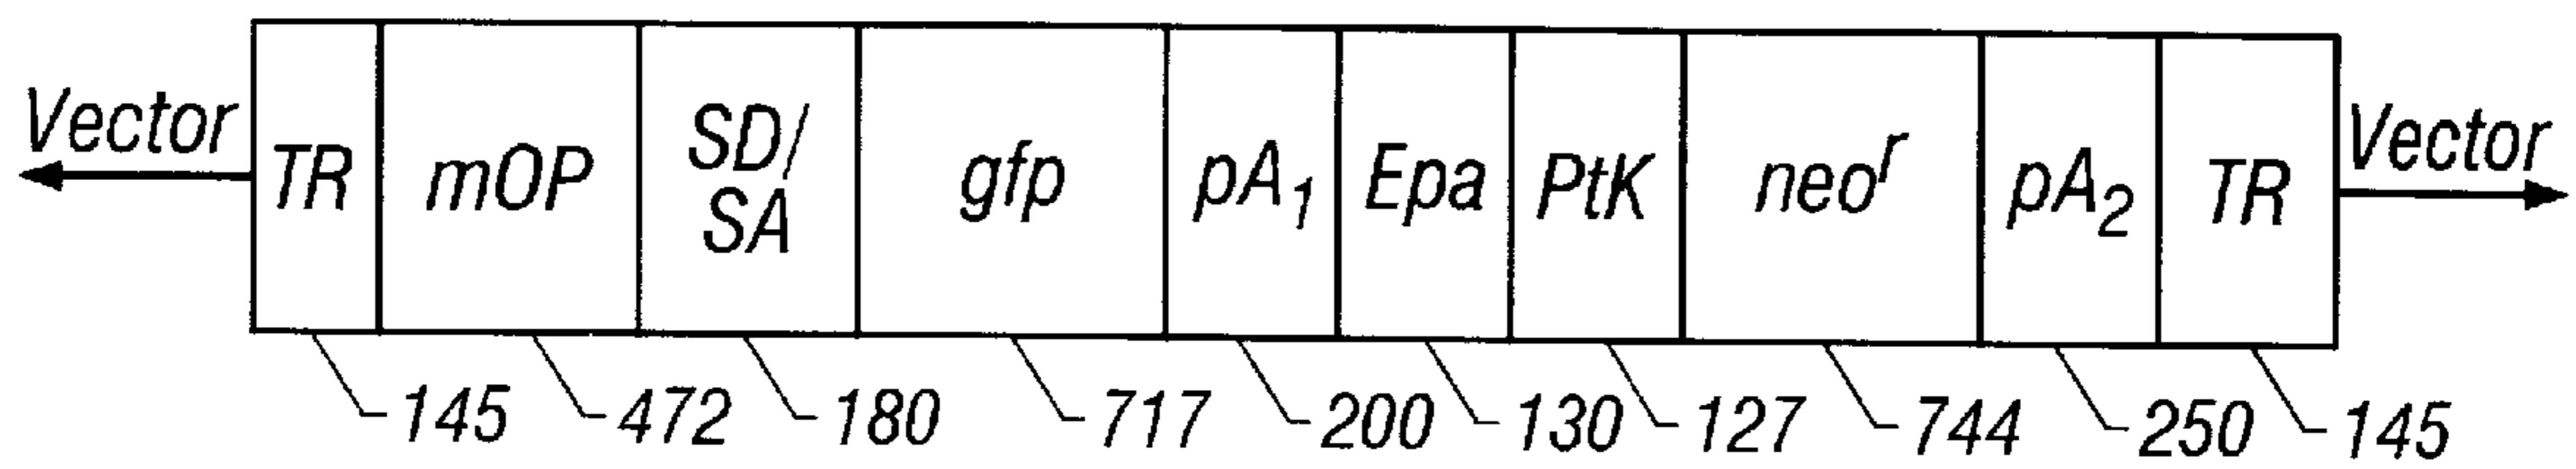 Vector TR mOP SD/ SA gfp pA1 Epa PtK neor pA2 TR Vector
145 472 180 717 200 130 127 744 250 145